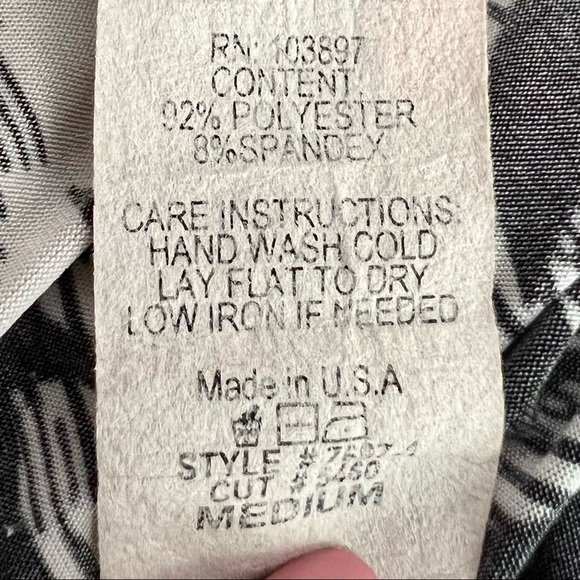 RN: 103897
CONTENT:
92% POLYESTER
8%SPANDEX
CARE INSTRUCTIONS:
HAND WASH COLD
LAY FLAT TO DRY
LOW IRON IF NEEDED
Made in U.S.A
STYLE #
CUT #
MEDIUM